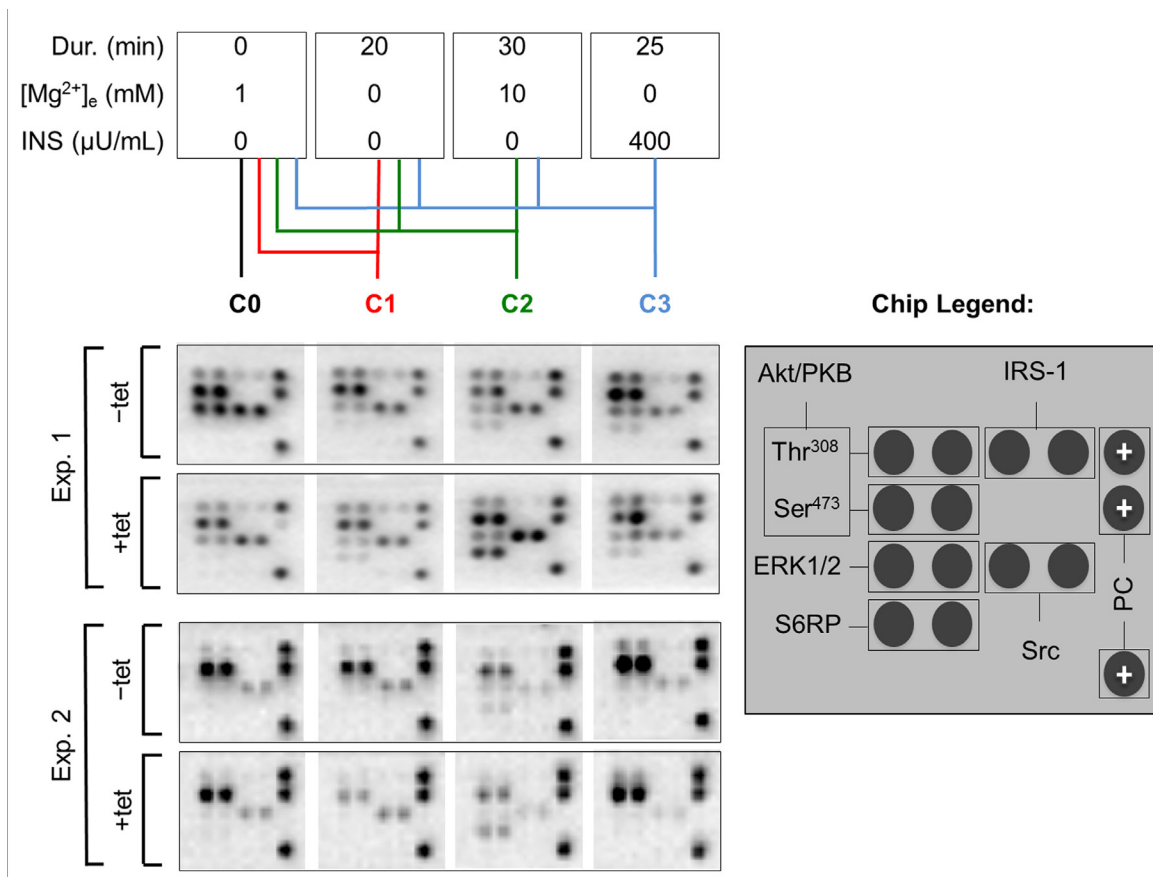 Dur. (min) 0 20 30 25
[Mg²⁺]ₑ (mM) 1 0 10 0
INS (µU/mL) 0 0 0 400
C0 C1 C2 C3
Chip Legend:
Exp. 1
−tet
+tet
Exp. 2
−tet
+tet
Akt/PKB IRS-1
Thr³⁰⁸ +
Ser⁴⁷³ +
ERK1/2
PC
S6RP
Src
+